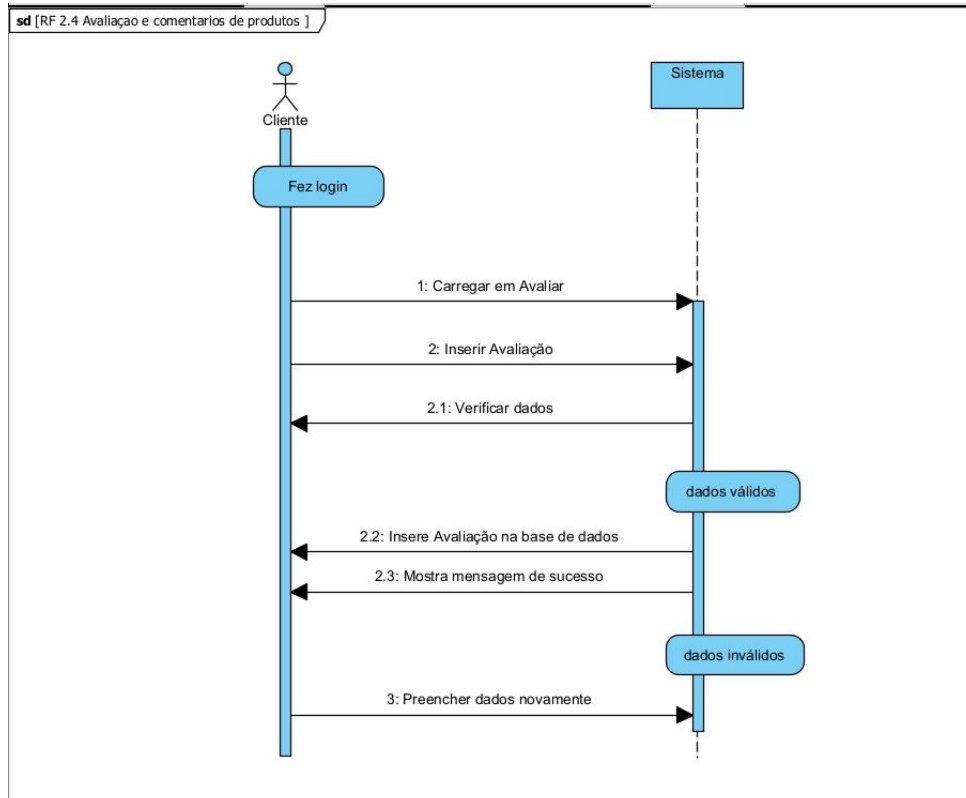 sd [RF 2.4 Avaliaçao e comentarios de produtos ]
Sistema
Cliente
Fez login
1: Carregar em Avaliar
2: Inserir Avaliação
2.1: Verificar dados
dados válidos
2.2: Insere Avaliação na base de dados
2.3: Mostra mensagem de sucesso
dados inválidos
3: Preencher dados novamente